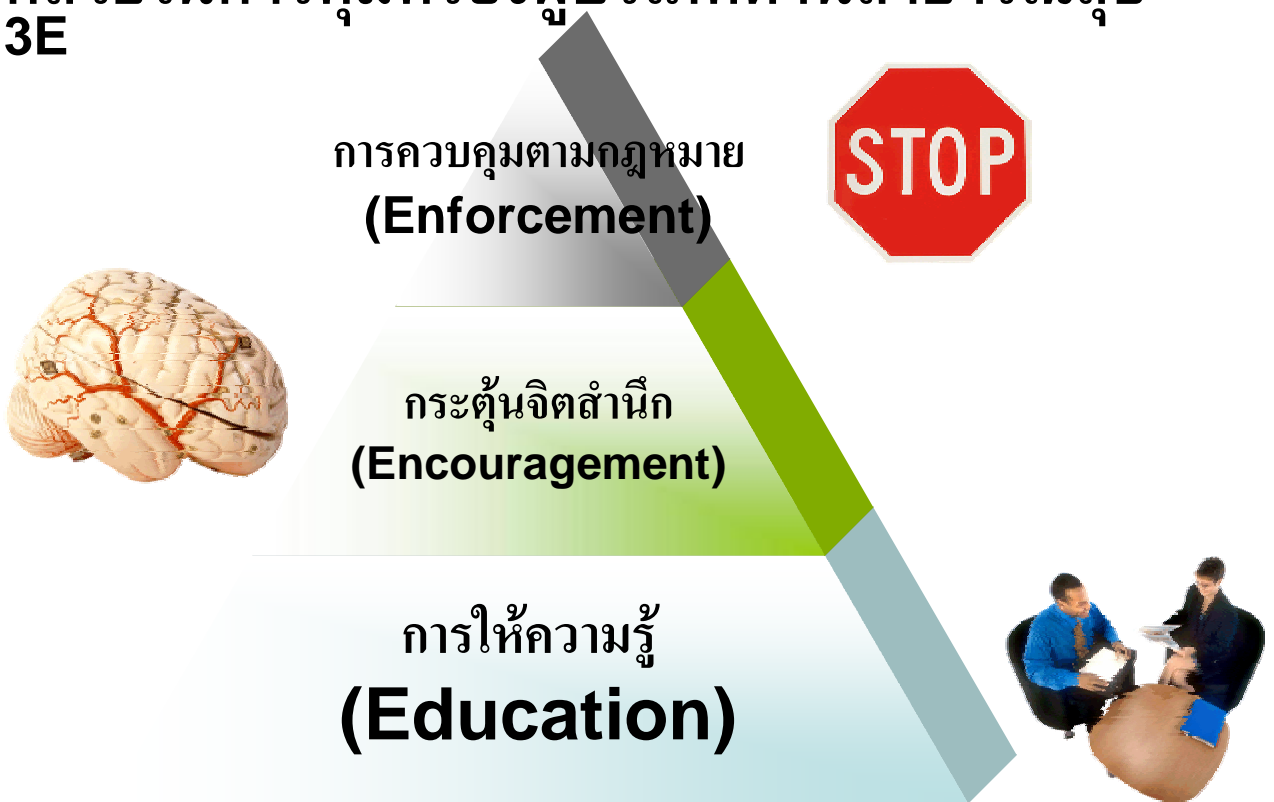 3E
การควบคุมตามกฎหมาย
(Enforcement)
STOP
กระตุ้นจิตสำนึก
(Encouragement)
การให้ความรู้
(Education)